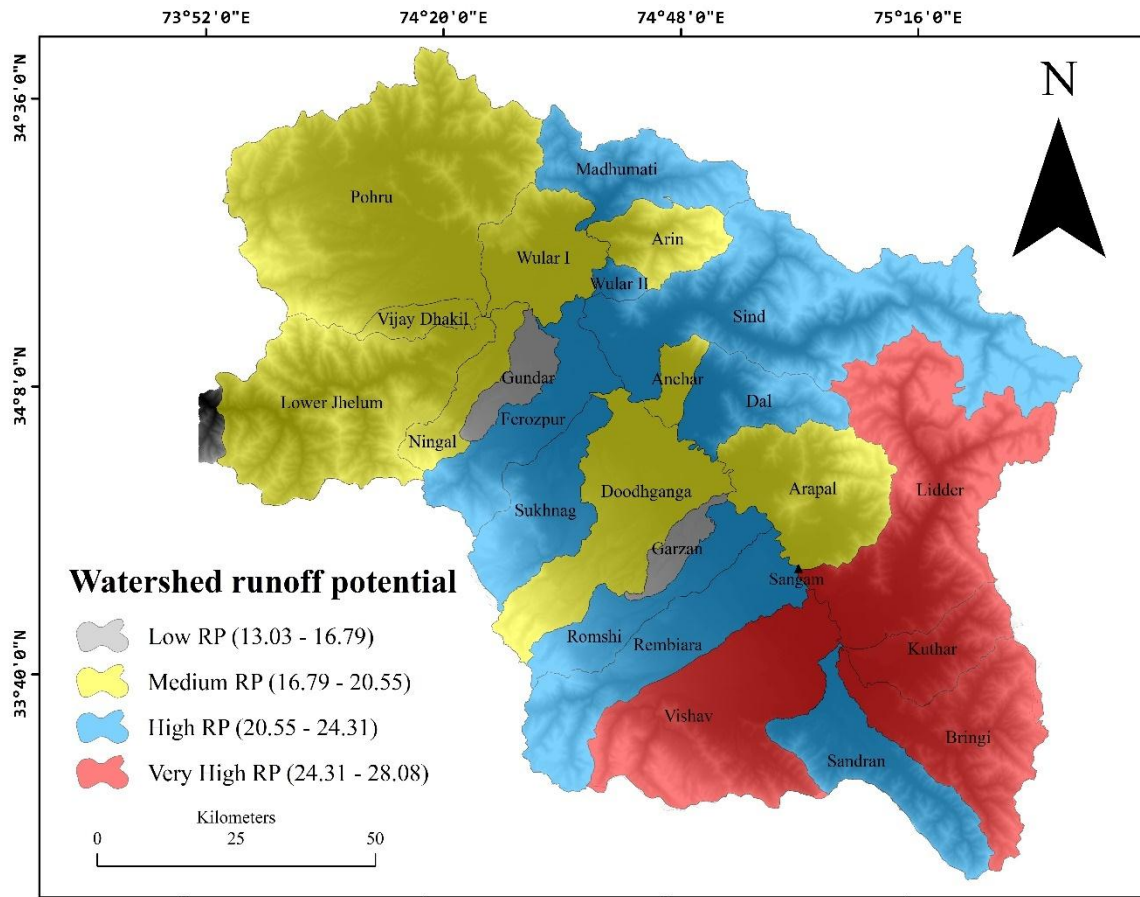 73°52'0"E
74°20'0"E
74°48'0"E
75°16'0"E
34°36'0"N
34°8'0"N
33°40'0"N
N
Madhumati
Pohru
Arin
Wular I
Wular II
Sind
Vijay Dhakil
Gundar
Anchar
Dal
Lower Jhelum
Ferozpur
Ningal
Doodhganga
Arapal
Lidder
Sukhnag
Garzan
Sangam
Romshi
Rembiara
Kuthar
Vishav
Bringi
Sandran
Watershed runoff potential
Low RP (13.03 - 16.79)
Medium RP (16.79 - 20.55)
High RP (20.55 - 24.31)
Very High RP (24.31 - 28.08)
Kilometers
0 25 50